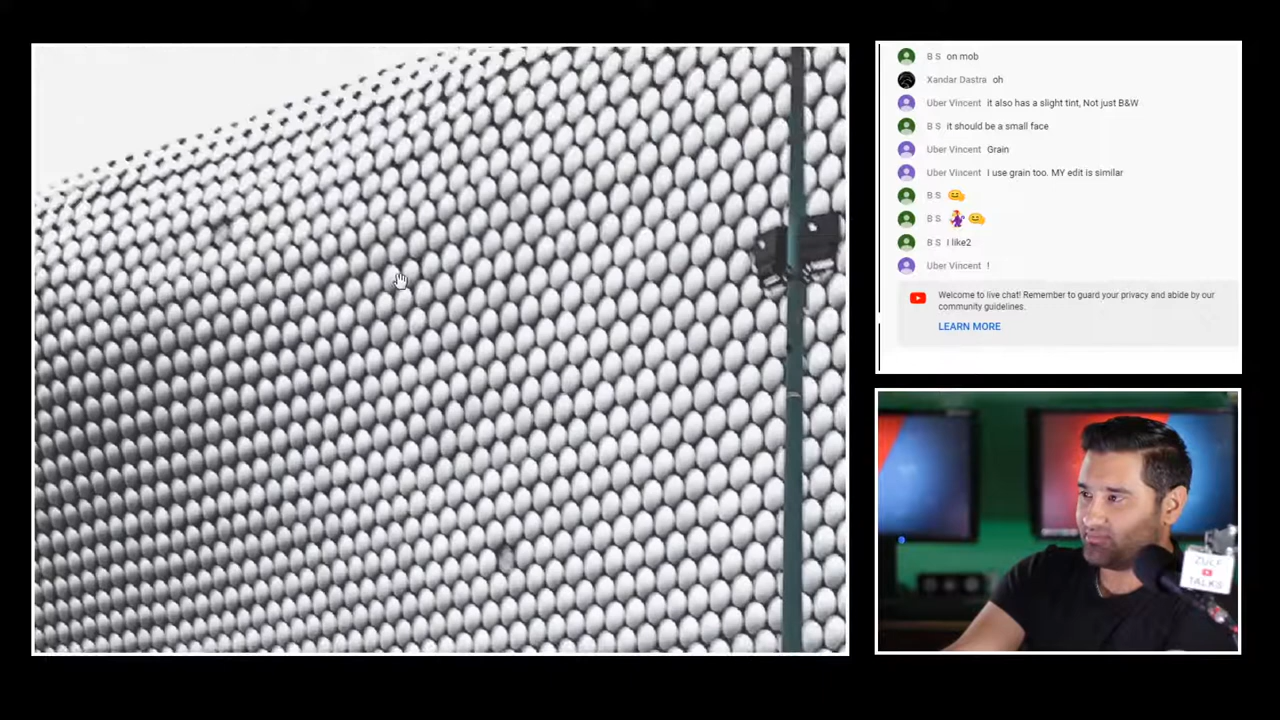 B S on mob
Xandar Dastra oh
Uber Vincent it also has a slight tint, Not just B&W
B S it should be a small face
Uber Vincent Grain
Uber Vincent I use grain too. MY edit is similar
B S 😊
B S 🧝‍♀️ 😊
B S I like2
Uber Vincent !
Welcome to live chat! Remember to guard your privacy and abide by our
community guidelines.
LEARN MORE
ZUCK
TALKS